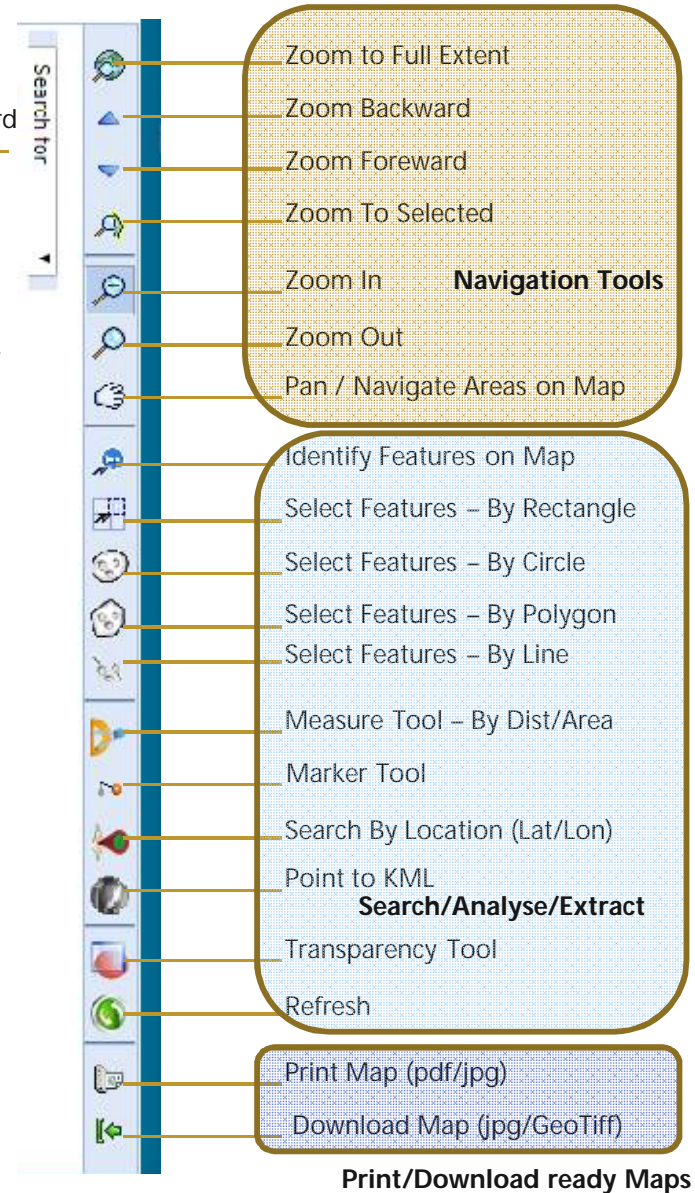 Search for
rd
Zoom to Full Extent
Zoom Backward
Zoom Foreward
Zoom To Selected
Zoom In
Navigation Tools
Zoom Out
Pan / Navigate Areas on Map
Identify Features on Map
Select Features – By Rectangle
Select Features – By Circle
Select Features – By Polygon
Select Features – By Line
Measure Tool – By Dist/Area
Marker Tool
Search By Location (Lat/Lon)
Point to KML
Search/Analyse/Extract
Transparency Tool
Refresh
Print Map (pdf/jpg)
Download Map (jpg/GeoTiff)
Print/Download ready Maps